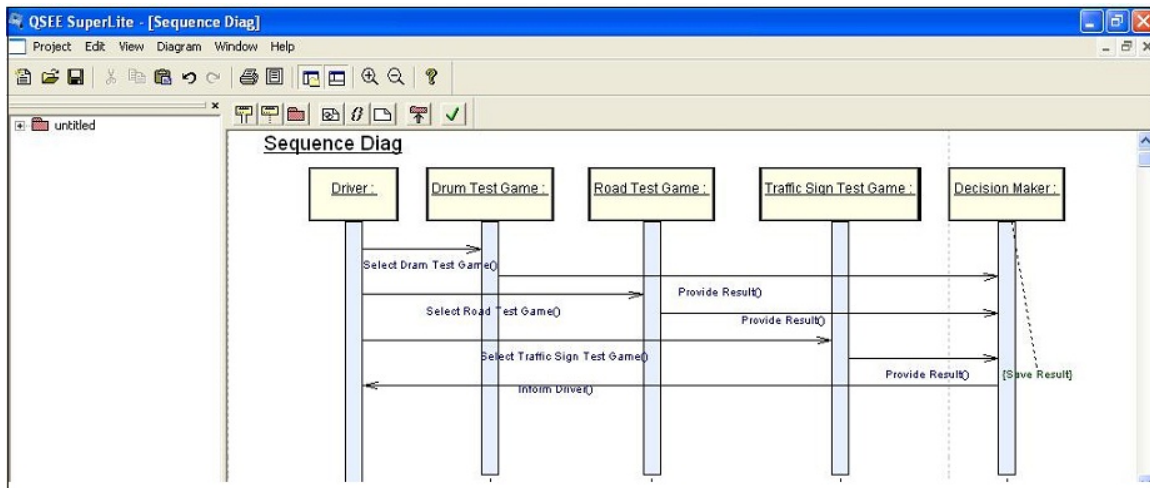 QSEE SuperLite - [Sequence Diag]
Project Edit View Diagram Window Help
untitled
Sequence Diag
Driver :
Drum Test Game :
Road Test Game :
Traffic Sign Test Game :
Decision Maker :
Select Dram Test Game()
Provide Result()
Select Road Test Game()
Provide Result()
Select Traffic Sign Test Game()
Provide Result()
{Save Result}
Inform Driver()